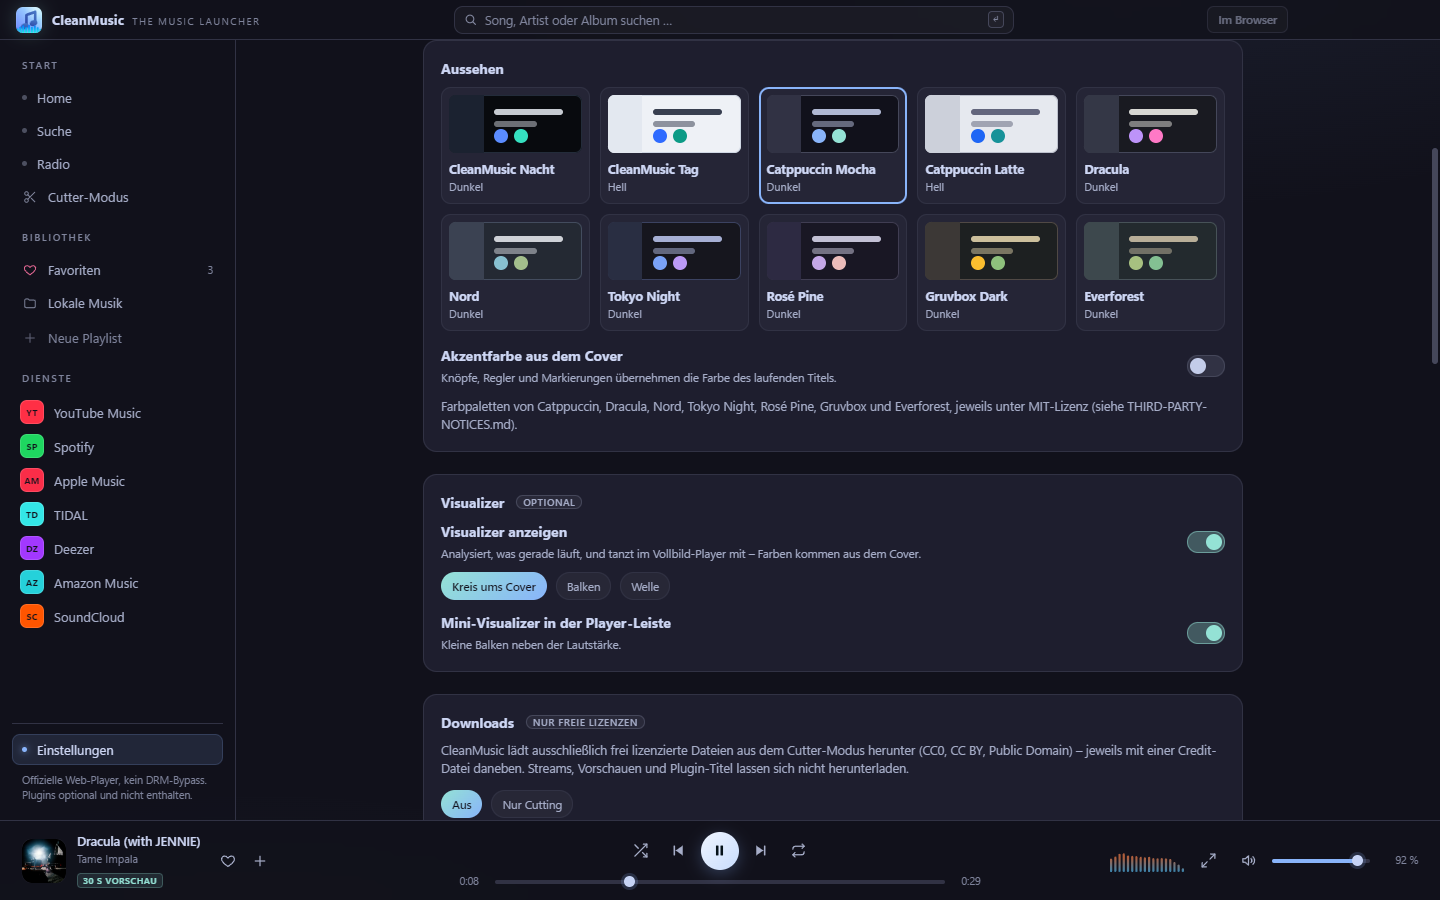 CleanMusic THE MUSIC LAUNCHER
Song, Artist oder Album suchen ...
Im Browser
START
Home
Suche
Radio
Cutter-Modus
BIBLIOTHEK
Favoriten 3
Lokale Musik
Neue Playlist
DIENSTE
YT YouTube Music
SP Spotify
AM Apple Music
TD TIDAL
DZ Deezer
AZ Amazon Music
SC SoundCloud
Einstellungen
Offizielle Web-Player, kein DRM-Bypass.
Plugins optional und nicht enthalten.
Aussehen
CleanMusic Nacht
Dunkel
CleanMusic Tag
Hell
Catppuccin Mocha
Dunkel
Catppuccin Latte
Hell
Dracula
Dunkel
Nord
Dunkel
Tokyo Night
Dunkel
Rosé Pine
Dunkel
Gruvbox Dark
Dunkel
Everforest
Dunkel
Akzentfarbe aus dem Cover
Knöpfe, Regler und Markierungen übernehmen die Farbe des laufenden Titels.
Farbpaletten von Catppuccin, Dracula, Nord, Tokyo Night, Rosé Pine, Gruvbox und Everforest, jeweils unter MIT-Lizenz (siehe THIRD-PARTY-
NOTICES.md).
Visualizer OPTIONAL
Visualizer anzeigen
Analysiert, was gerade läuft, und tanzt im Vollbild-Player mit – Farben kommen aus dem Cover.
Kreis ums Cover Balken Welle
Mini-Visualizer in der Player-Leiste
Kleine Balken neben der Lautstärke.
Downloads NUR FREIE LIZENZEN
CleanMusic lädt ausschließlich frei lizenzierte Dateien aus dem Cutter-Modus herunter (CC0, CC BY, Public Domain) – jeweils mit einer Credit-
Datei daneben. Streams, Vorschauen und Plugin-Titel lassen sich nicht herunterladen.
Aus Nur Cutting
Dracula (with JENNIE)
Tame Impala
30 S VORSCHAU
0:08
0:29
92 %